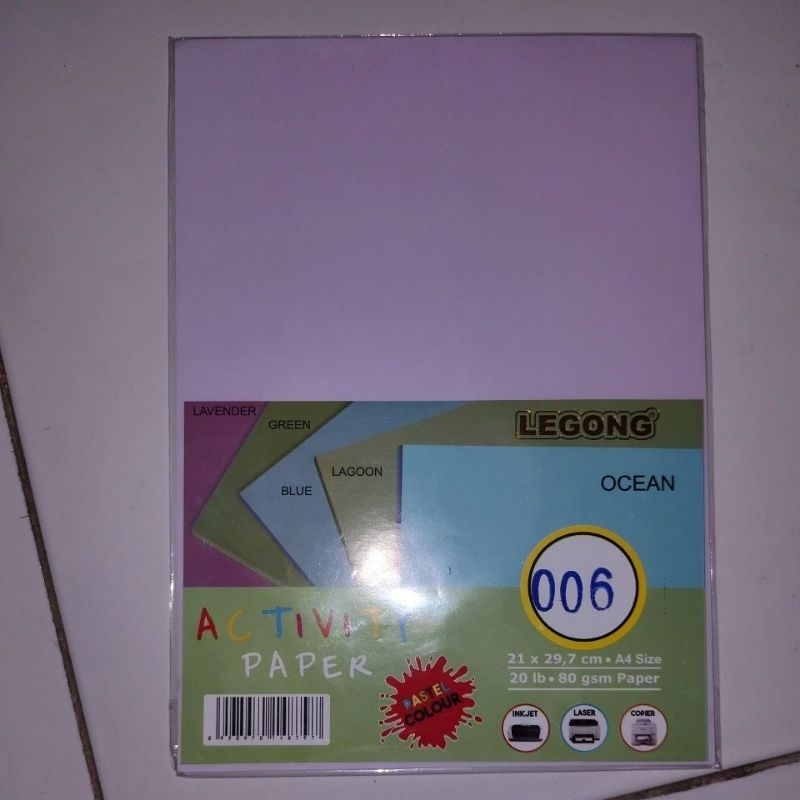 LAVENDER
GREEN
LEGONG®
LAGOON
OCEAN
BLUE
006
ACTIVITY
PAPER
21 x 29,7 cm • A4 Size
20 lb • 80 gsm Paper
PASTEL
COLOUR
INKJET
LASER
COPIER